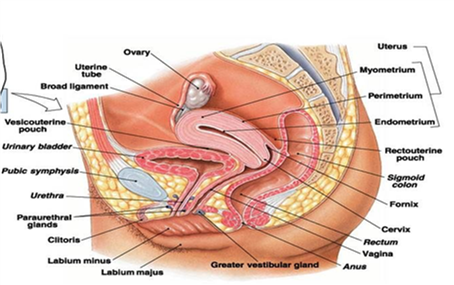 Ovary
Uterine
tube
Broad ligament
Vesicouterine
pouch
Urinary bladder
Pubic symphysis
Urethra
Paraurethral
glands
Clitoris
Labium minus
Labium majus
Uterus
Myometrium
Perimetrium
Endometrium
Rectouterine
pouch
Sigmoid
colon
Fornix
Cervix
Rectum
Vagina
Anus
Greater vestibular gland